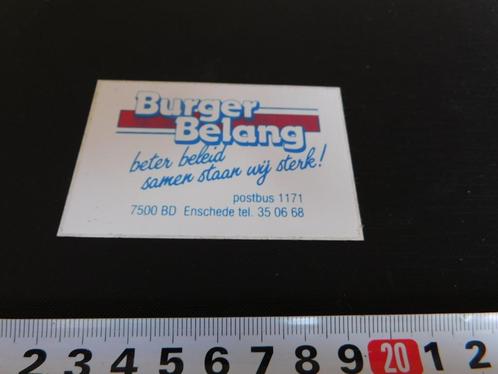 Burger
Belang
beter beleid
samen staan wij sterk!
postbus 1171
7500 BD Enschede tel. 35 06 68
2 3 4 5 6 7 8 9 20 1 2